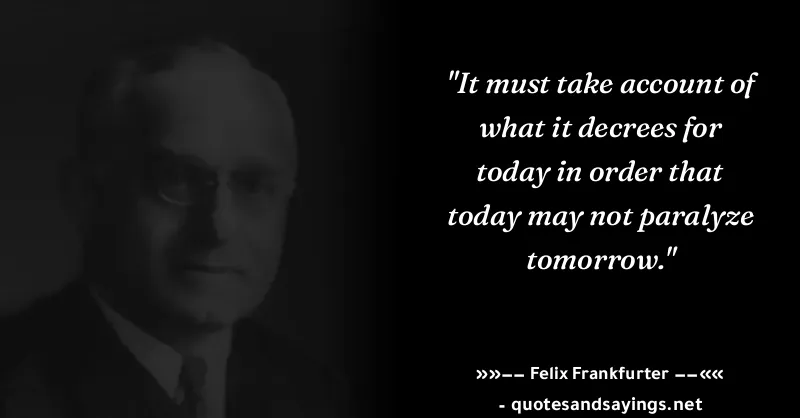 "It must take account of
what it decrees for
today in order that
today may not paralyze
tomorrow."
»»–– Felix Frankfurter ––««
- quotesandsayings.net